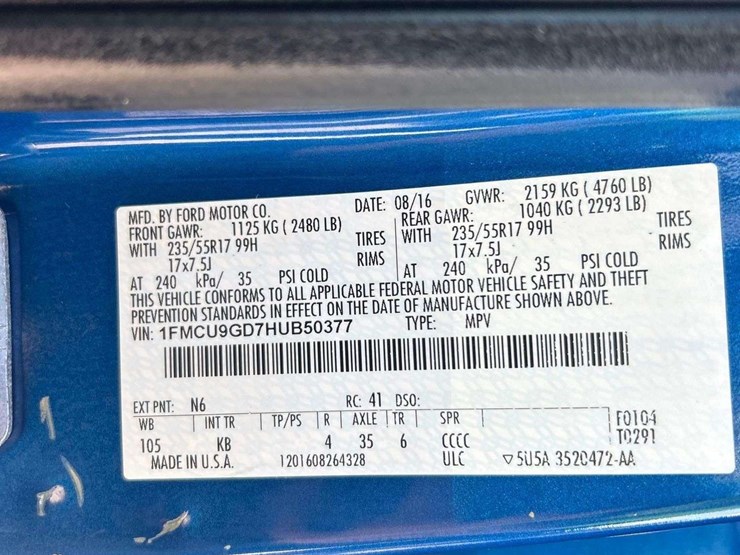 MFD. BY FORD MOTOR CO. DATE: 08/16 GVWR: 2159 KG ( 4760 LB)
FRONT GAWR: 1125 KG ( 2480 LB) REAR GAWR: 1040 KG ( 2293 LB)
WITH 235/55R17 99H TIRES WITH 235/55R17 99H TIRES
17x7.5J RIMS 17x7.5J RIMS
AT 240 kPa/ 35 PSI COLD AT 240 kPa/ 35 PSI COLD
THIS VEHICLE CONFORMS TO ALL APPLICABLE FEDERAL MOTOR VEHICLE SAFETY AND THEFT
PREVENTION STANDARDS IN EFFECT ON THE DATE OF MANUFACTURE SHOWN ABOVE.
VIN: 1FMCU9GD7HUB50377 TYPE: MPV
EXT PNT: N6 RC: 41 DSO:
WB INT TR TP/PS R AXLE TR SPR F0104
105 KB 4 35 6 CCCC T0291
MADE IN U.S.A. 1201608264328 ULC ▽5U5A 3520472-AA